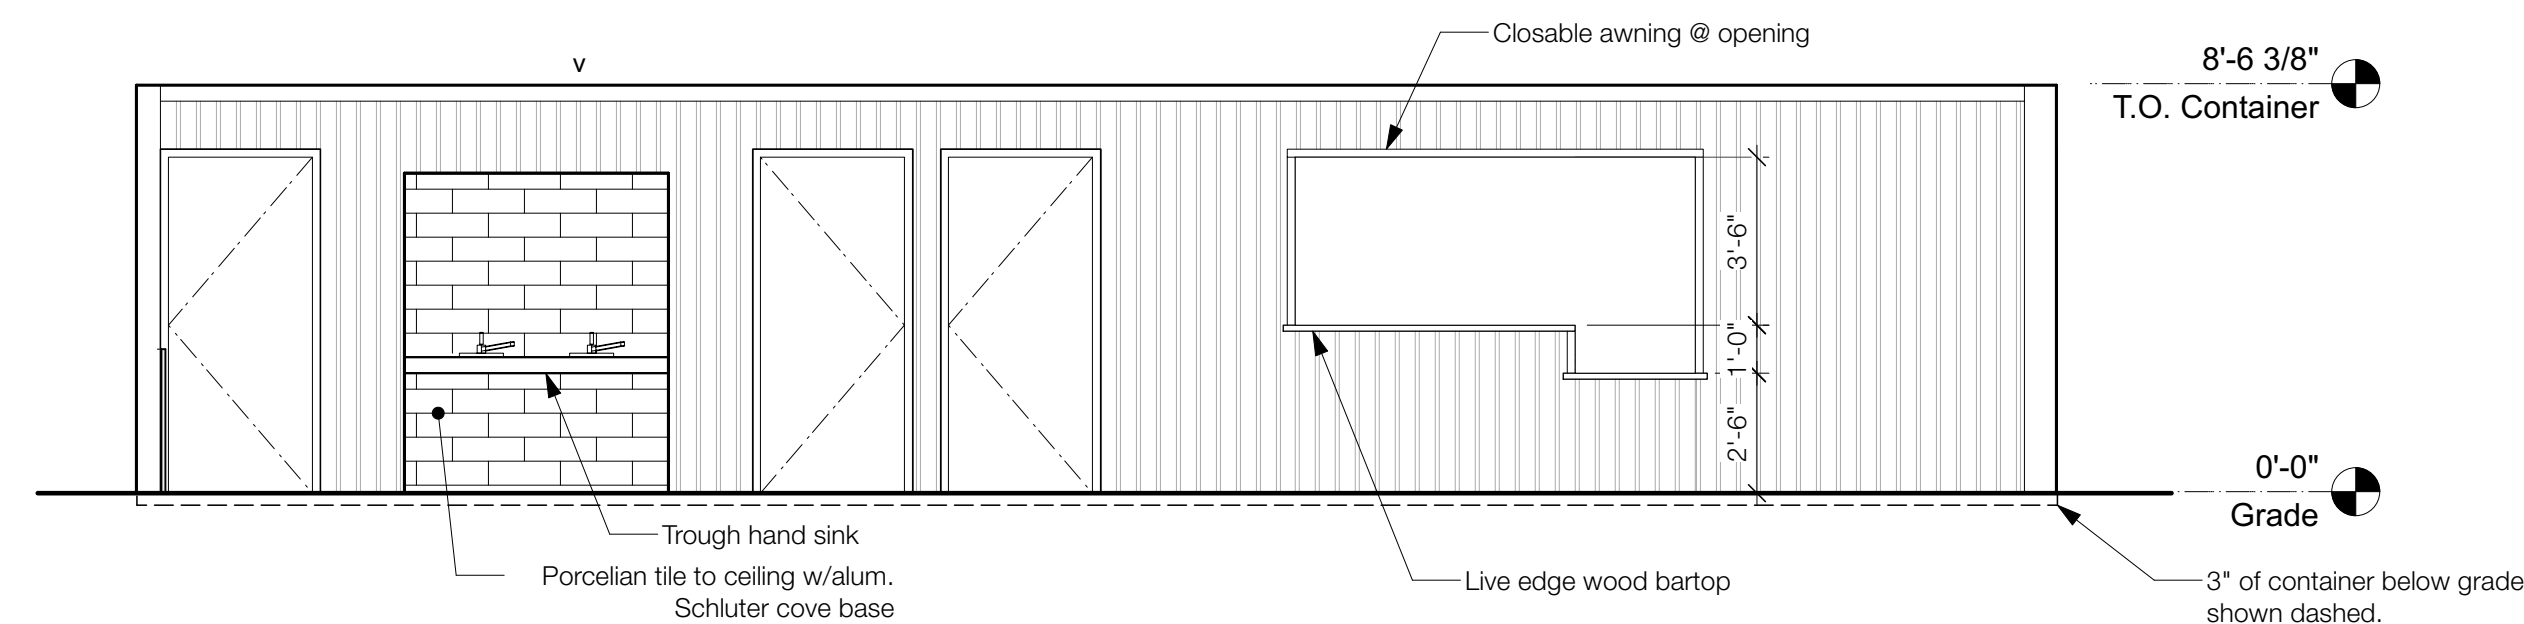 Closable awning @ opening
v
8'-6 3/8"
T.O. Container
3'-6"
1'-0"
2'-6"
0'-0"
Grade
Trough hand sink
Porcelian tile to ceiling w/alum.
Schluter cove base
Live edge wood bartop
3" of container below grade
shown dashed.